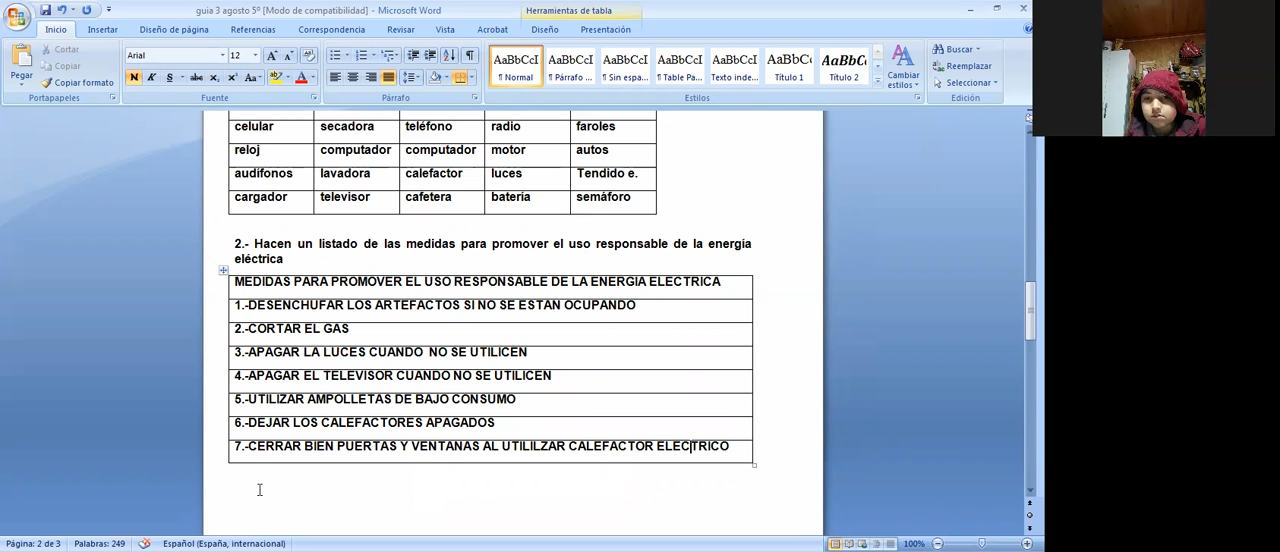 guia 3 agosto 5º [Modo de compatibilidad] - Microsoft Word
Herramientas de tabla
Inicio Insertar Diseño de página Referencias Correspondencia Revisar Vista Acrobat Diseño Presentación
Pegar
Cortar
Copiar
Copiar formato
Portapapeles
Arial 12
Fuente
Párrafo
AaBbCcI AaBbCcI AaBbCcI AaBbCcI AaBbCcI AaBbCcI AaBbC
¶ Normal ¶ Párrafo ... ¶ Sin espa... ¶ Table Pa... Texto inde... Título 1 Título 2
Estilos
Cambiar estilos
Buscar
Reemplazar
Seleccionar
Edición
celular secadora teléfono radio faroles
reloj computador computador motor autos
audífonos lavadora calefactor luces Tendido e.
cargador televisor cafetera batería semáforo
2.- Hacen un listado de las medidas para promover el uso responsable de la energía
eléctrica
MEDIDAS PARA PROMOVER EL USO RESPONSABLE DE LA ENERGIA ELECTRICA
1.-DESENCHUFAR LOS ARTEFACTOS SI NO SE ESTAN OCUPANDO
2.-CORTAR EL GAS
3.-APAGAR LA LUCES CUANDO NO SE UTILICEN
4.-APAGAR EL TELEVISOR CUANDO NO SE UTILICEN
5.-UTILIZAR AMPOLLETAS DE BAJO CONSUMO
6.-DEJAR LOS CALEFACTORES APAGADOS
7.-CERRAR BIEN PUERTAS Y VENTANAS AL UTILILZAR CALEFACTOR ELECTRICO
Página: 2 de 3 Palabras: 249 Español (España, internacional) 100%